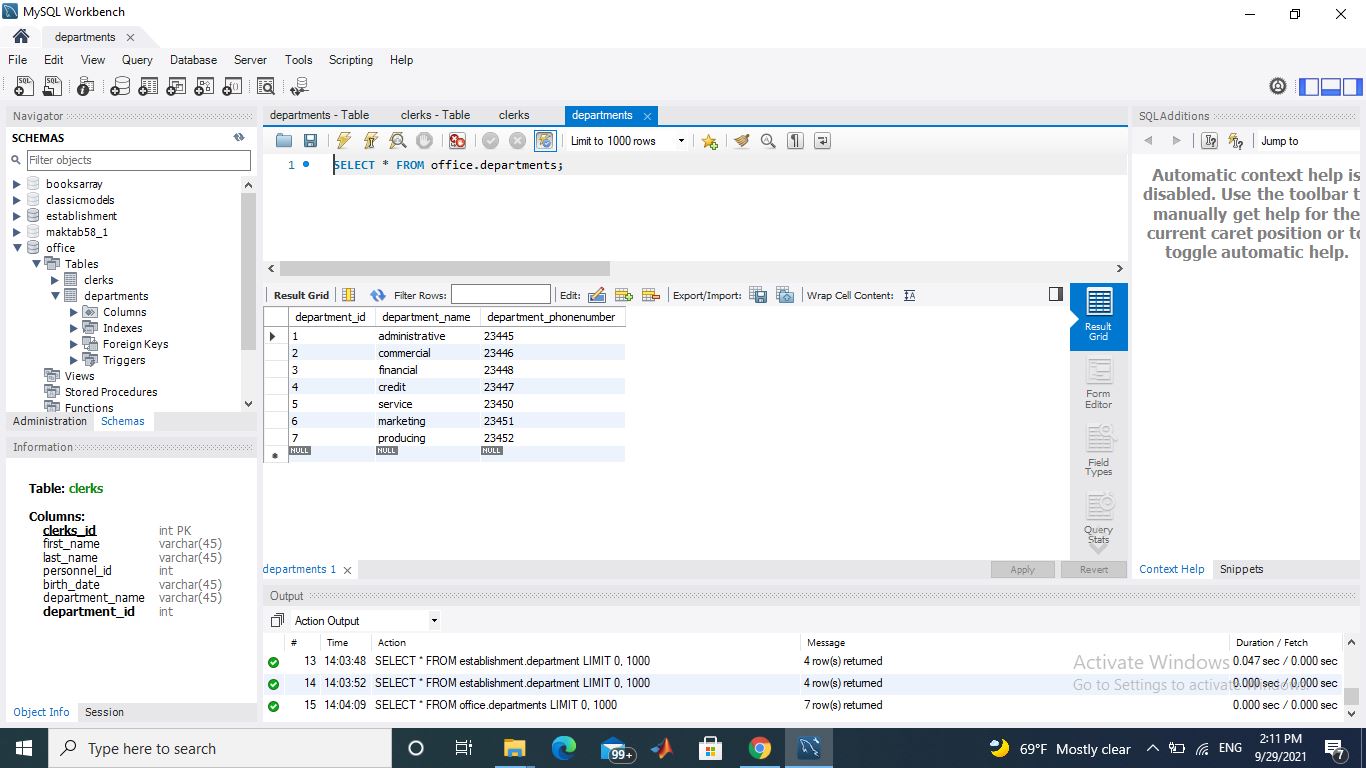 MySQL Workbench
departments
File Edit View Query Database Server Tools Scripting Help
Navigator
SCHEMAS
Filter objects
booksarray
classicmodels
establishment
maktab58_1
office
Tables
clerks
departments
Columns
Indexes
Foreign Keys
Triggers
Views
Stored Procedures
Functions
Administration Schemas
Information
Table: clerks
Columns:
clerks_id int PK
first_name varchar(45)
last_name varchar(45)
personnel_id int
birth_date varchar(45)
department_name varchar(45)
department_id int
Object Info Session
departments - Table clerks - Table clerks departments
Limit to 1000 rows
1 SELECT * FROM office.departments;
Result Grid Filter Rows: Edit: Export/Import: Wrap Cell Content:
department_id department_name department_phonenumber
1 administrative 23445
2 commercial 23446
3 financial 23448
4 credit 23447
5 service 23450
6 marketing 23451
7 producing 23452
NULL NULL NULL
Result
Grid
Form
Editor
Field
Types
Query
Stats
departments 1 Apply Revert
SQLAdditions
Jump to
Automatic context help is
disabled. Use the toolbar t
manually get help for the
current caret position or to
toggle automatic help.
Context Help Snippets
Output
Action Output
# Time Action Message Duration / Fetch
13 14:03:48 SELECT * FROM establishment.department LIMIT 0, 1000 4 row(s) returned 0.047 sec / 0.000 sec
14 14:03:52 SELECT * FROM establishment.department LIMIT 0, 1000 4 row(s) returned 0.000 sec / 0.000 sec
15 14:04:09 SELECT * FROM office.departments LIMIT 0, 1000 7 row(s) returned 0.000 sec / 0.000 sec
Activate Windows
Go to Settings to activate Windows.
Type here to search
99+
69°F Mostly clear
ENG
2:11 PM
9/29/2021
7